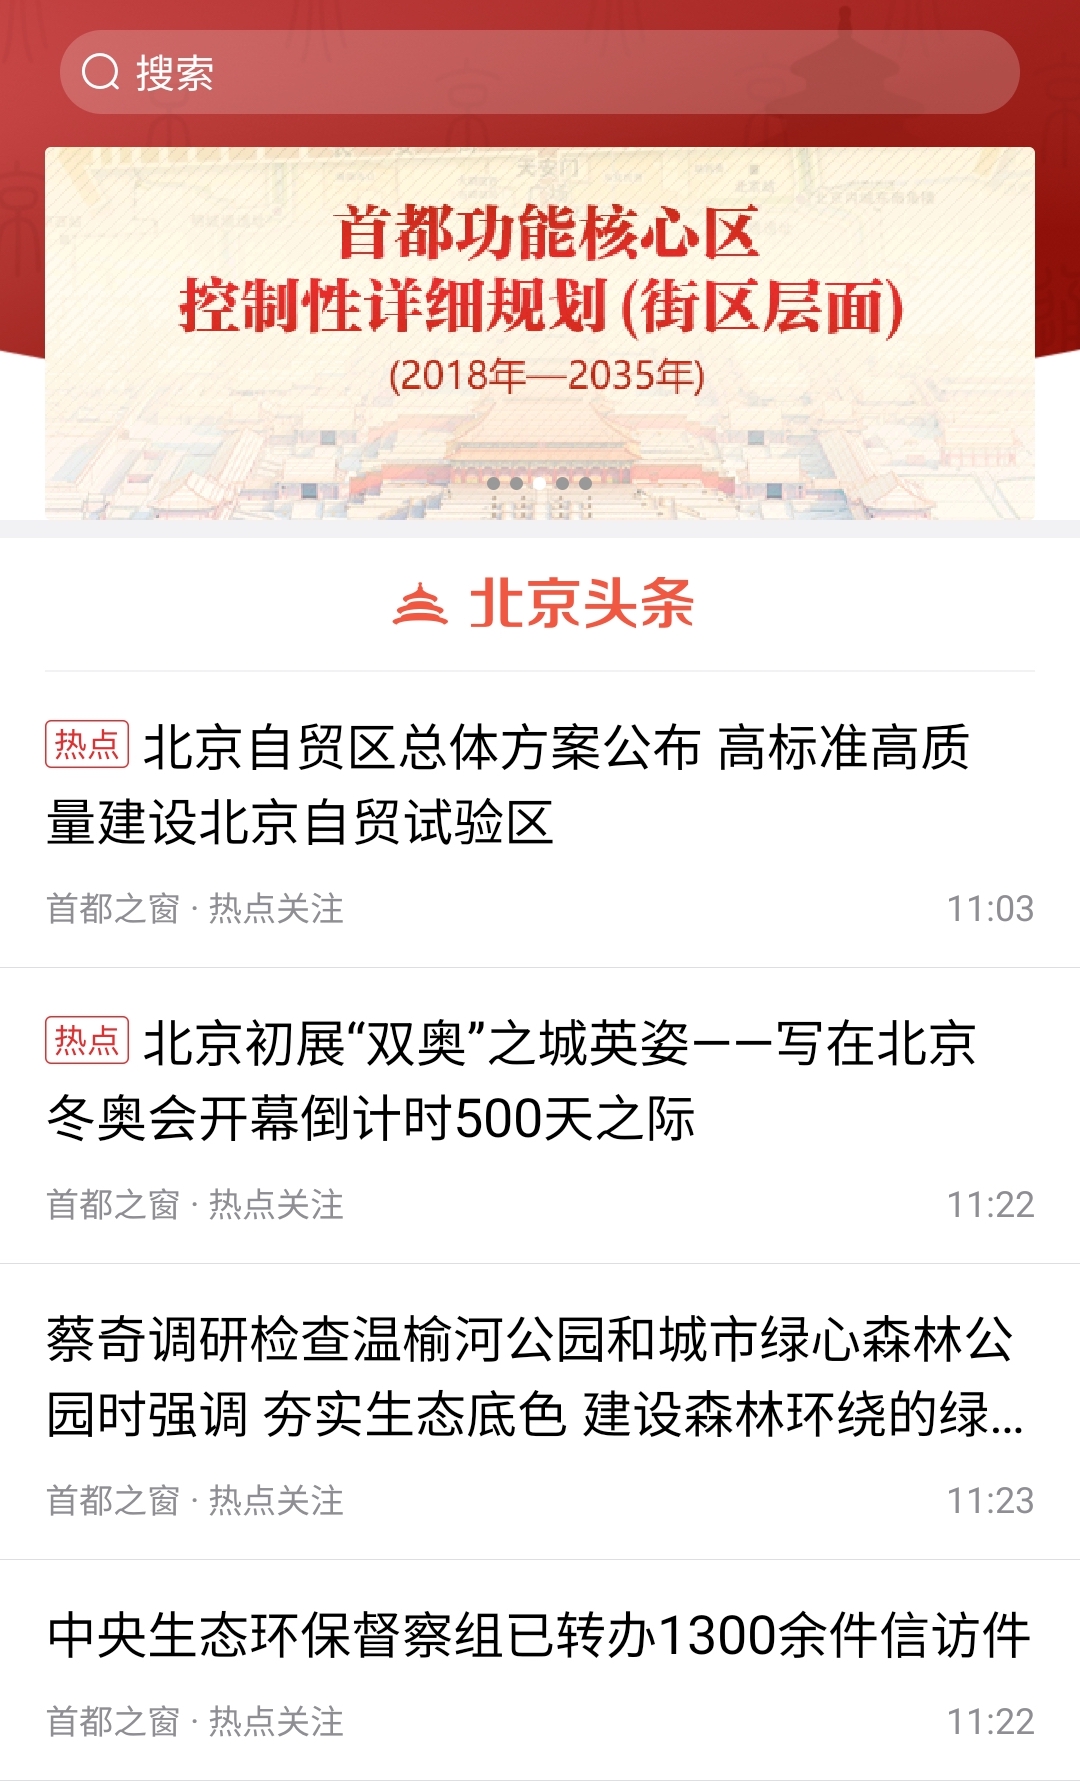 搜索
天安门
首都功能核心区
控制性详细规划(街区层面)
(2018年—2035年)
北京头条
热点 北京自贸区总体方案公布 高标准高质
量建设北京自贸试验区
首都之窗 · 热点关注 11:03
热点 北京初展“双奥”之城英姿——写在北京
冬奥会开幕倒计时500天之际
首都之窗 · 热点关注 11:22
蔡奇调研检查温榆河公园和城市绿心森林公
园时强调 夯实生态底色 建设森林环绕的绿...
首都之窗 · 热点关注 11:23
中央生态环保督察组已转办1300余件信访件
首都之窗 · 热点关注 11:22